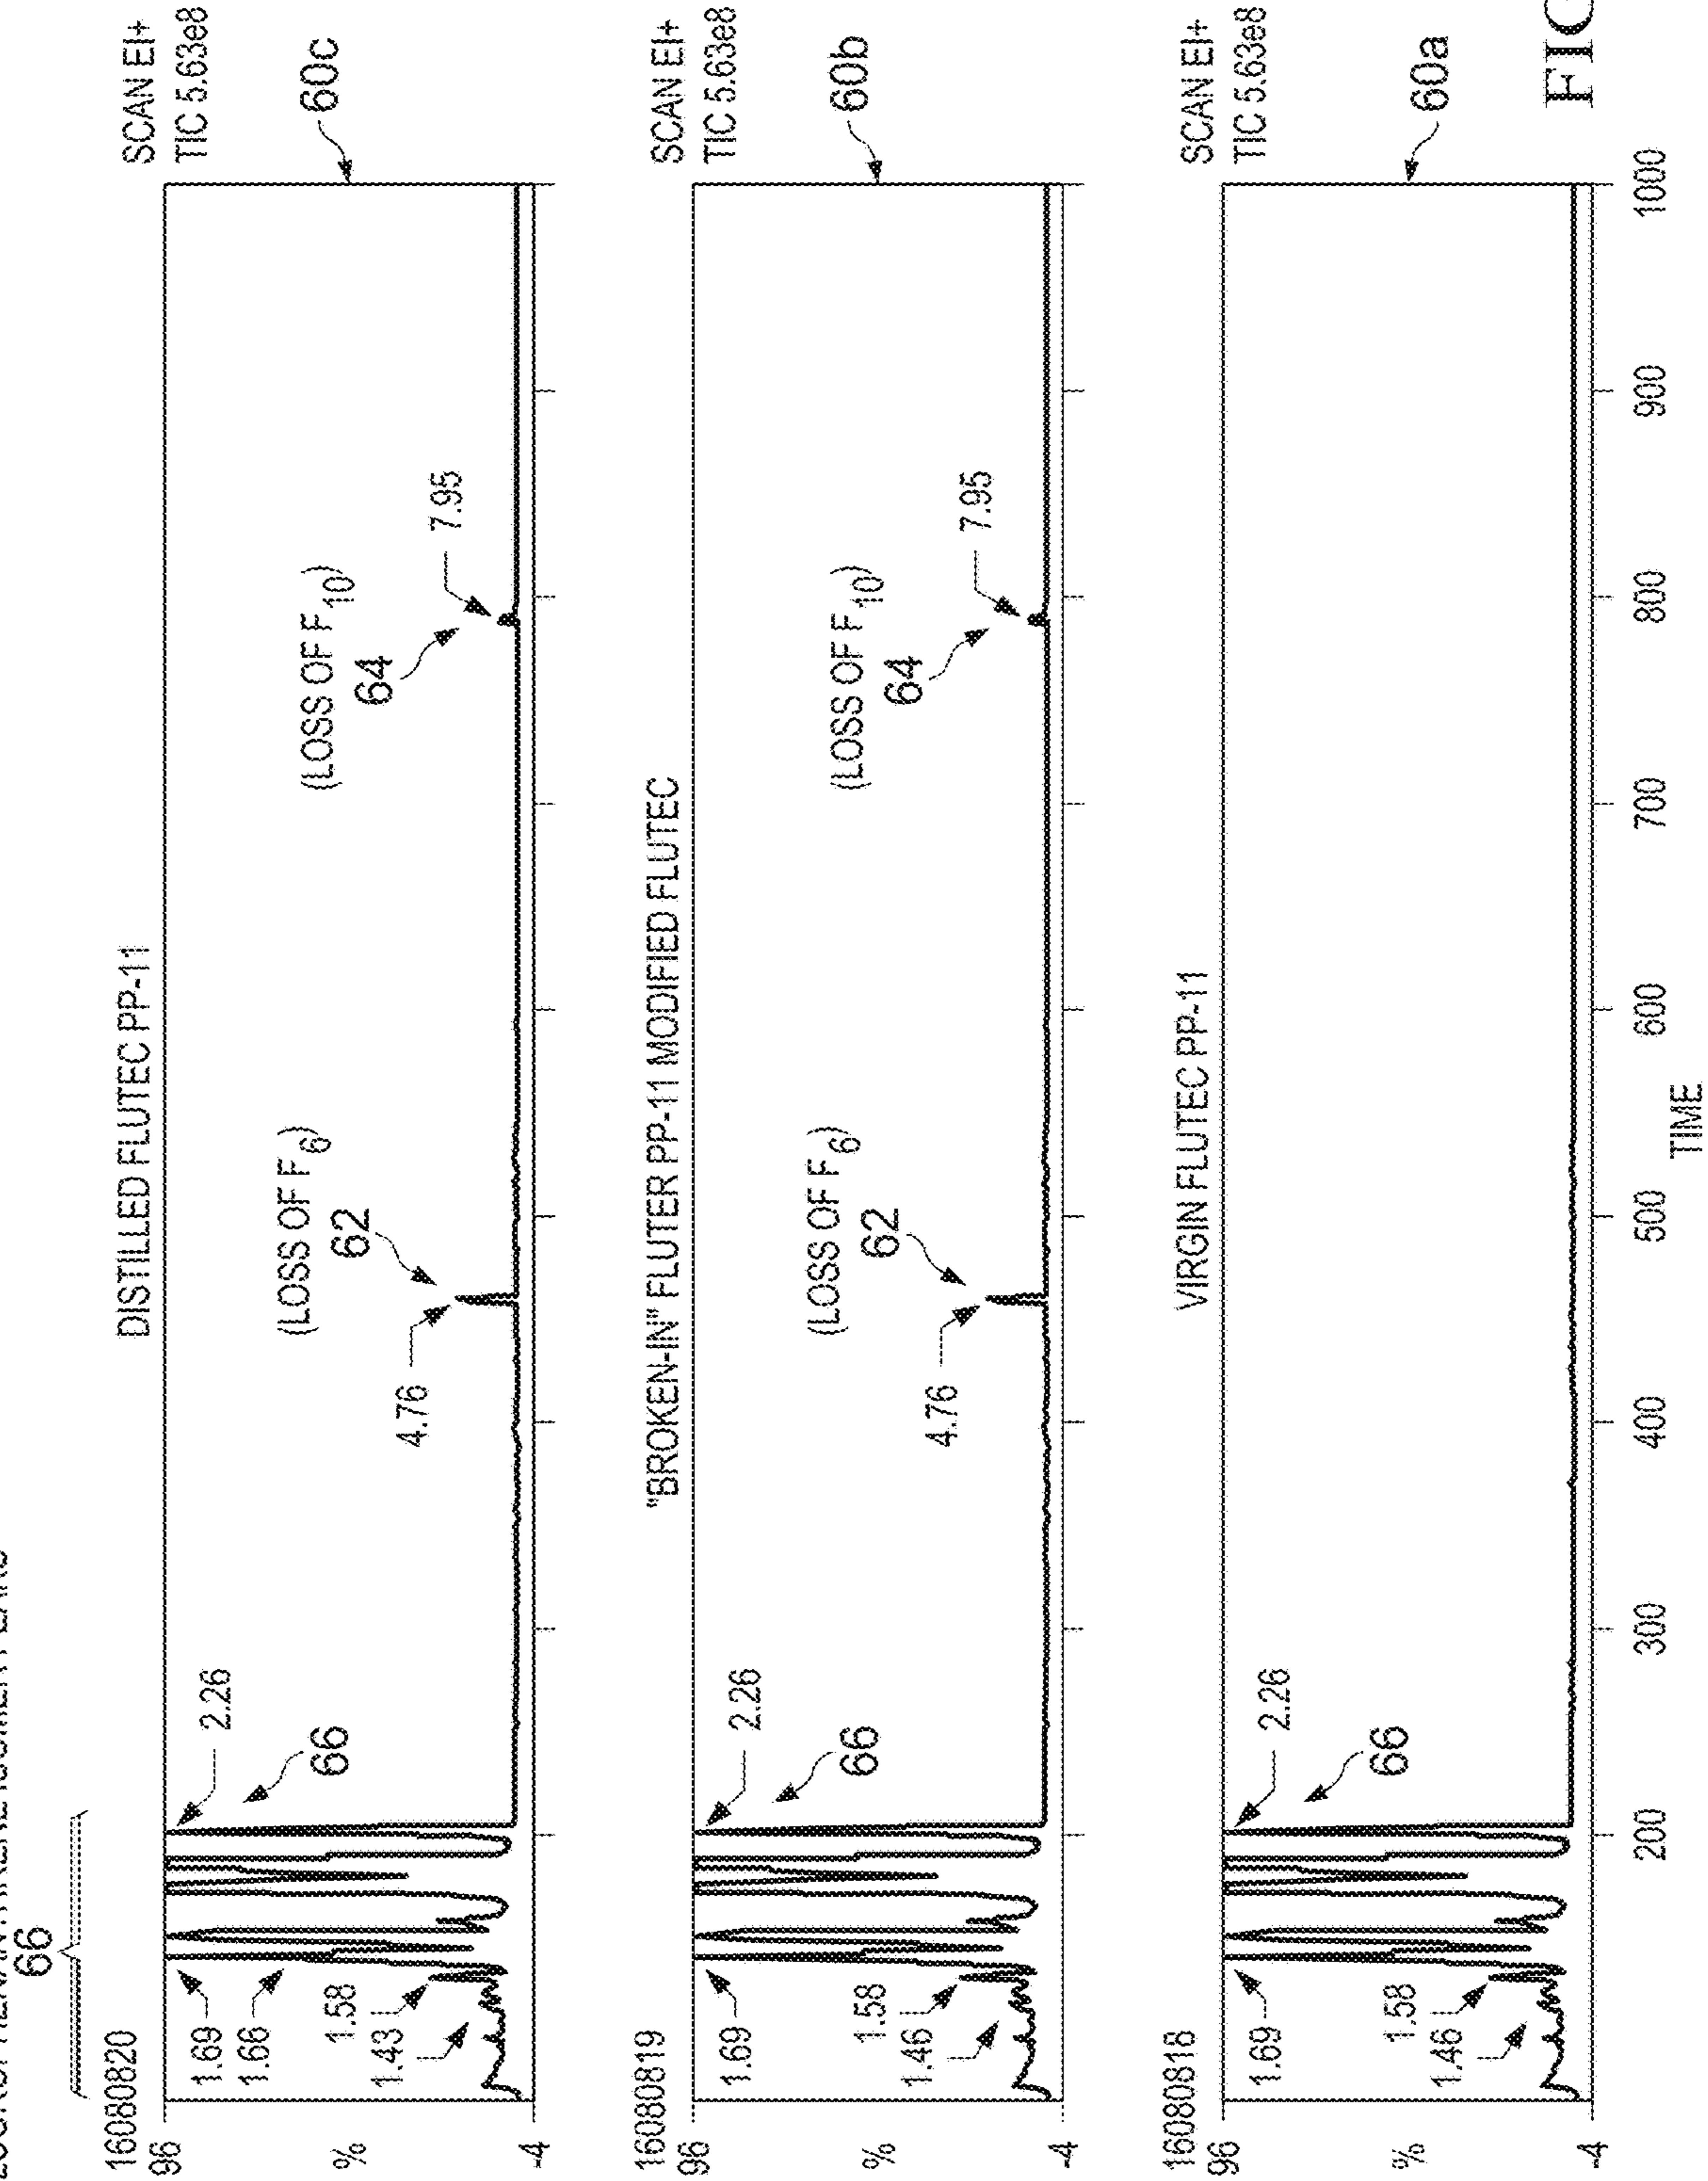 66
DISTILLED FLUTEC PP-11
16080820
SCAN EI+
TIC 5.63e8
96
%
-4
1.69
1.66
1.58
1.43
2.26
66
4.76
(LOSS OF F6)
62
(LOSS OF F10)
64
7.95
60c
"BROKEN-IN" FLUTER PP-11 MODIFIED FLUTEC
16080819
SCAN EI+
TIC 5.63e8
96
%
-4
1.69
1.58
1.46
2.26
66
4.76
(LOSS OF F6)
62
(LOSS OF F10)
64
7.95
60b
VIRGIN FLUTEC PP-11
16080818
SCAN EI+
TIC 5.63e8
96
%
-4
1.69
1.58
1.46
2.26
66
60a
200 300 400 500 600 700 800 900 1000
TIME
FIG